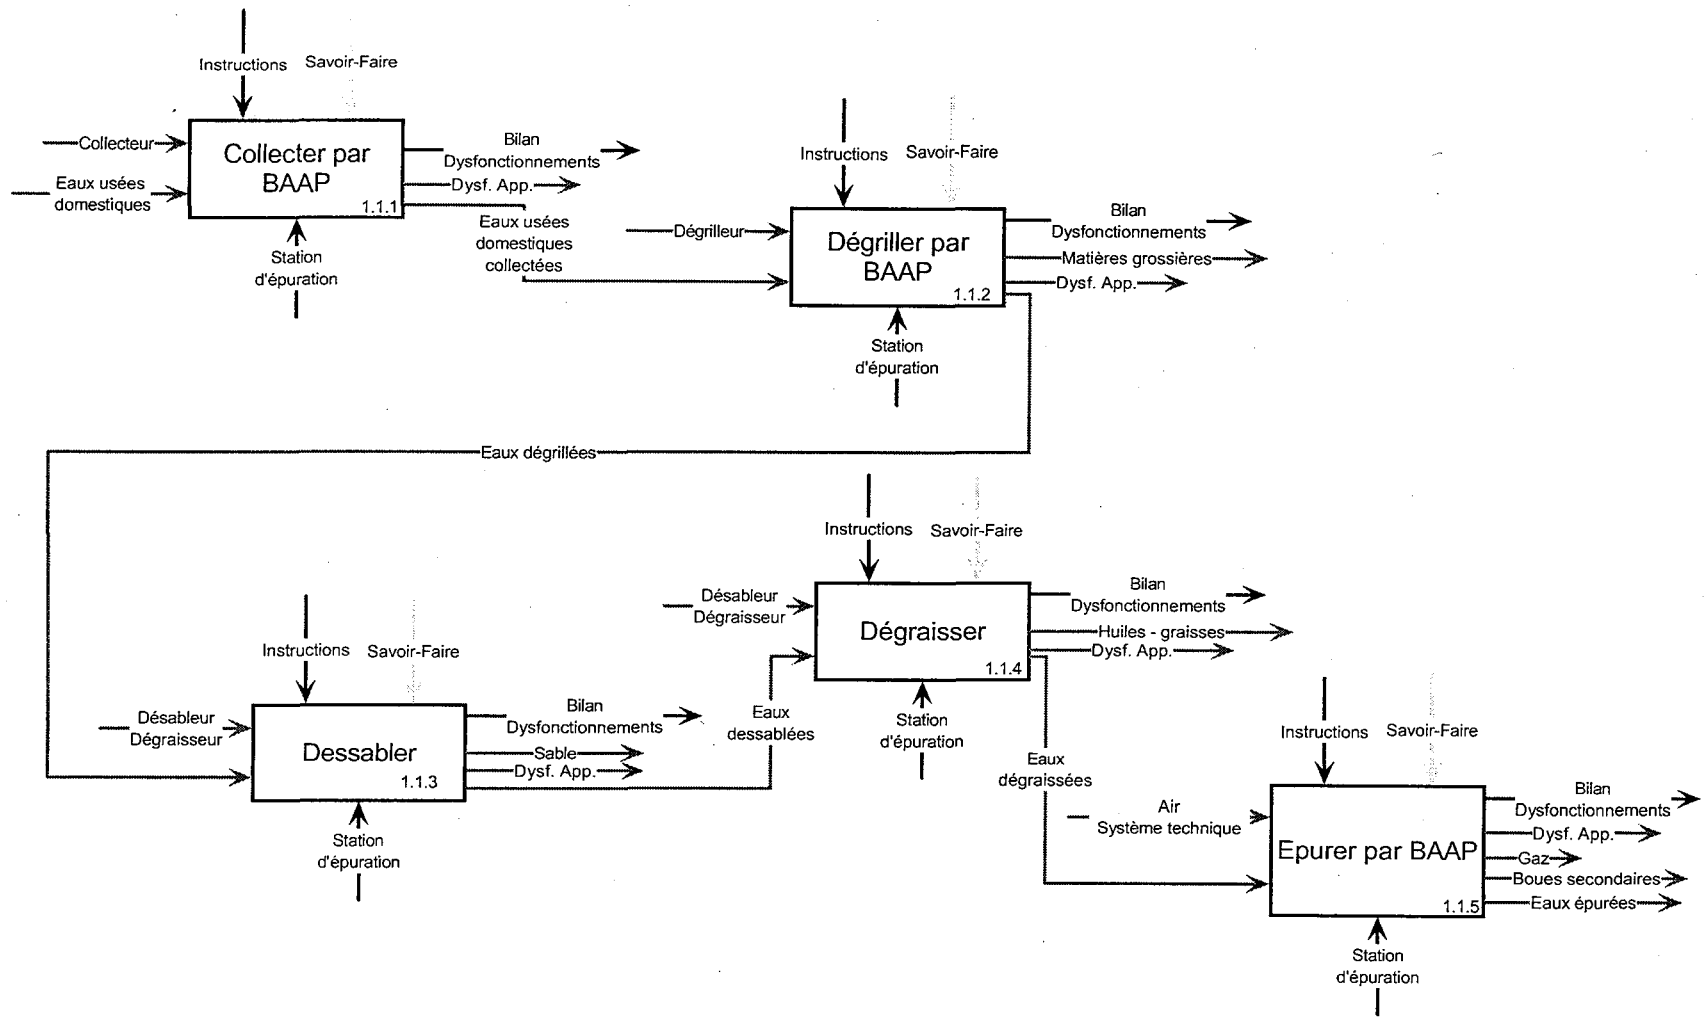 Instructions
Savoir-Faire
Collecteur
Eaux usées
domestiques
Collecter par
BAAP
1.1.1
Bilan
Dysfonctionnements
Dysf. App.
Eaux usées
domestiques
collectées
Station
d'épuration
Instructions
Savoir-Faire
Dégrilleur
Dégriller par
BAAP
1.1.2
Bilan
Dysfonctionnements
Matières grossières
Dysf. App.
Station
d'épuration
Eaux dégrillées
Instructions
Savoir-Faire
Désableur
Dégraisseur
Dessabler
1.1.3
Bilan
Dysfonctionnements
Sable
Dysf. App.
Station
d'épuration
Eaux
dessablées
Instructions
Savoir-Faire
Désableur
Dégraisseur
Dégraisser
1.1.4
Bilan
Dysfonctionnements
Huiles - graisses
Dysf. App.
Station
d'épuration
Eaux
dégraissées
Instructions
Savoir-Faire
Air
Système technique
Epurer par BAAP
1.1.5
Bilan
Dysfonctionnements
Dysf. App.
Gaz
Boues secondaires
Eaux épurées
Station
d'épuration